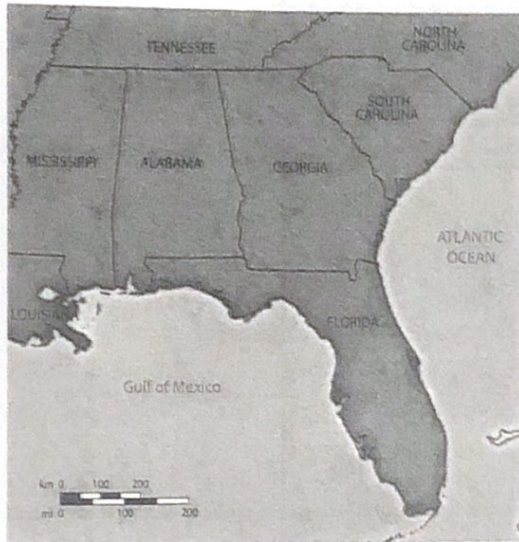 NORTH
CAROLINA
TENNESSEE
SOUTH
CAROLINA
MISSISSIPPI ALABAMA GEORGIA
ATLANTIC
OCEAN
LOUISIANA
FLORIDA
Gulf of Mexico
km 0 100 200
mi 0 100 200